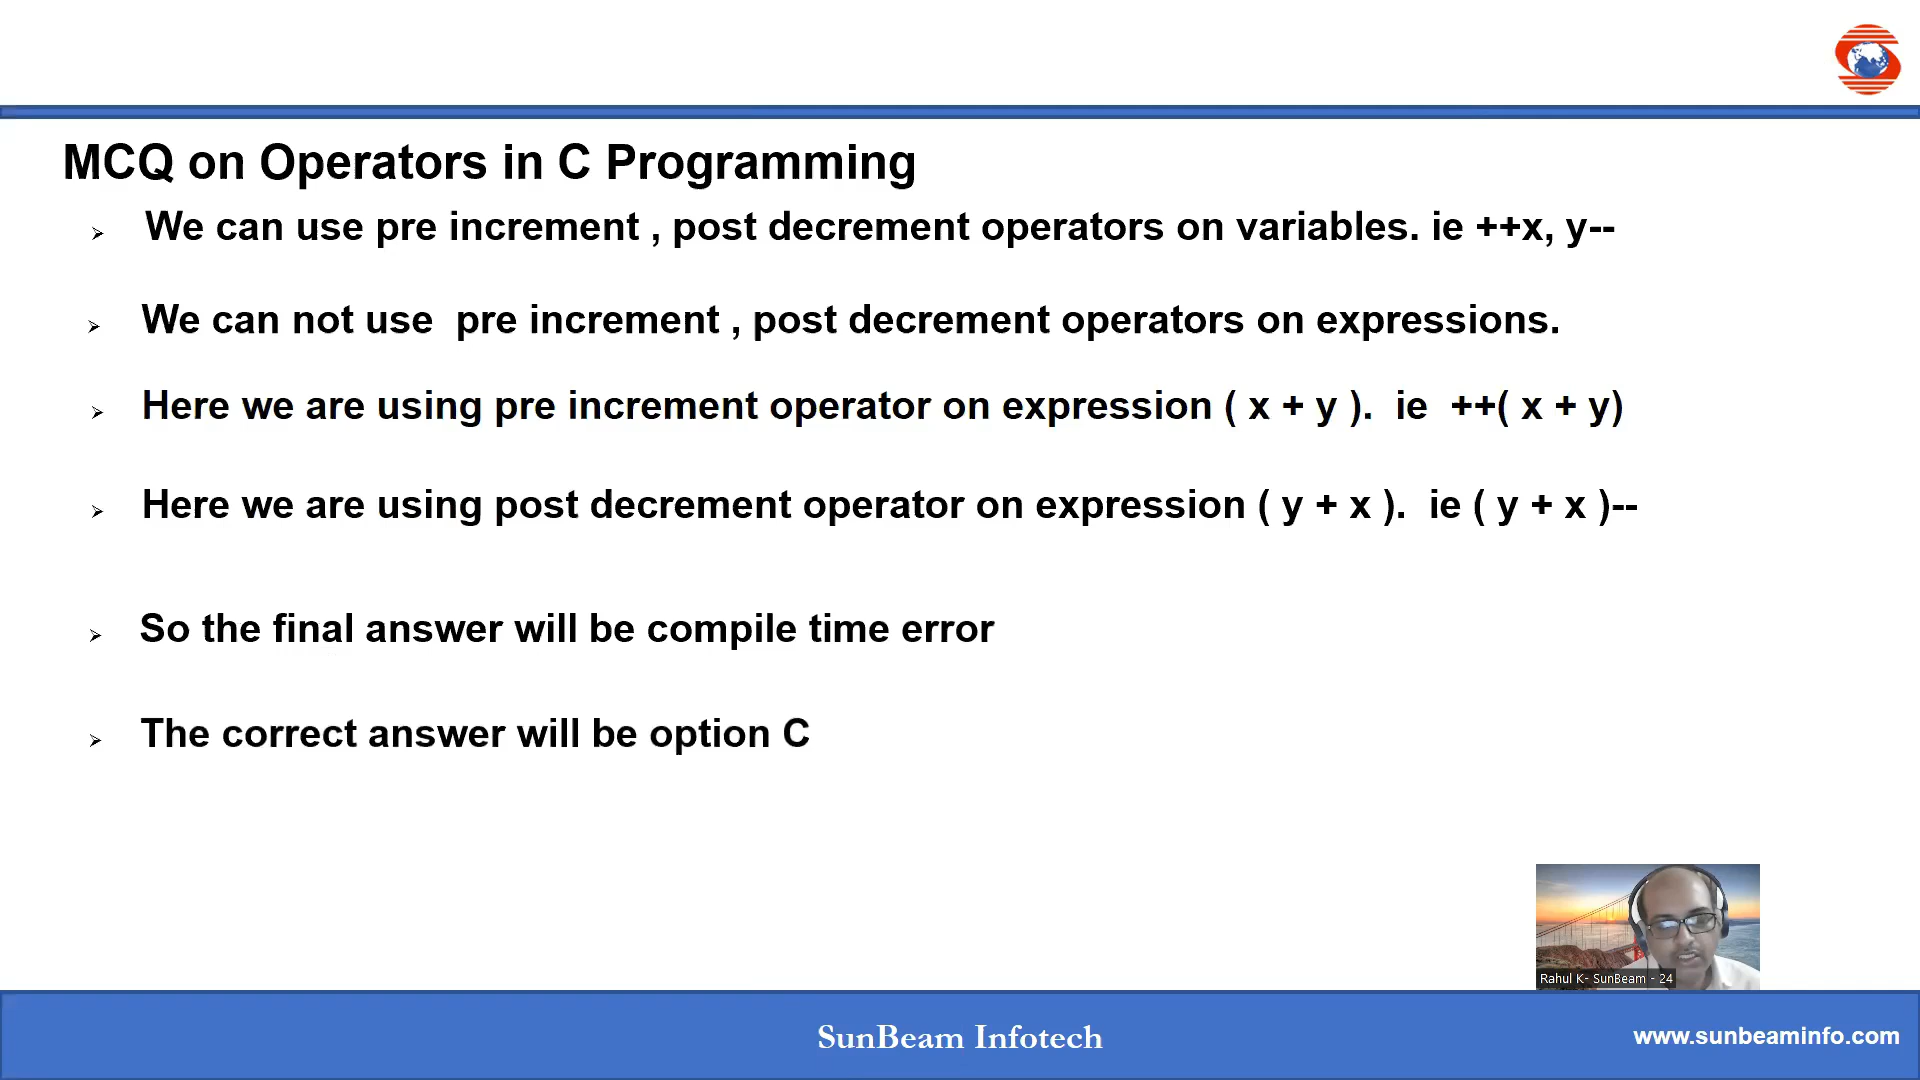 MCQ on Operators in C Programming
We can use pre increment , post decrement operators on variables. ie ++x, y--
We can not use pre increment , post decrement operators on expressions.
Here we are using pre increment operator on expression ( x + y ). ie ++( x + y)
Here we are using post decrement operator on expression ( y + x ). ie ( y + x )--
So the final answer will be compile time error
The correct answer will be option C
Rahul K- SunBeam - 24
SunBeam Infotech
www.sunbeaminfo.com